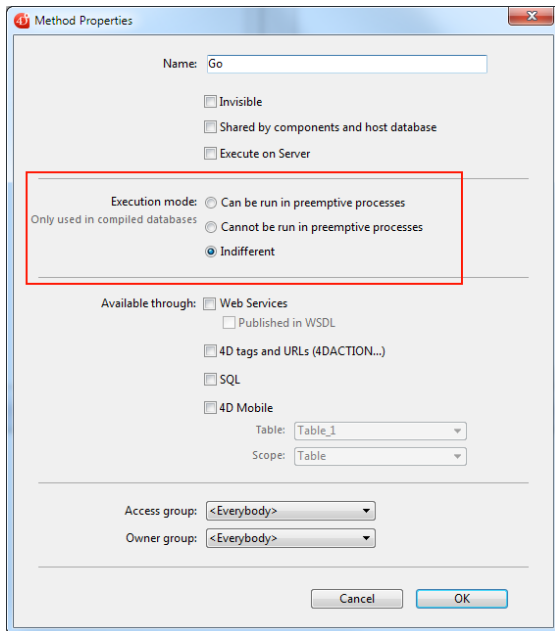 4D Method Properties
Name: Go
Invisible
Shared by components and host database
Execute on Server
Execution mode: Can be run in preemptive processes
Only used in compiled databases
Cannot be run in preemptive processes
Indifferent
Available through: Web Services
Published in WSDL
4D tags and URLs (4DACTION...)
SQL
4D Mobile
Table: Table_1
Scope: Table
Access group: <Everybody>
Owner group: <Everybody>
Cancel OK